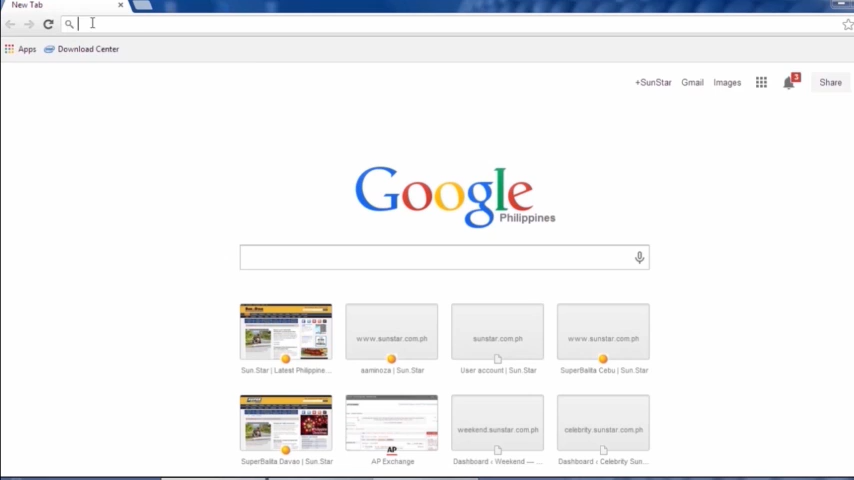 New Tab
Apps Download Center
+SunStar Gmail Images 3 Share
Google
Philippines
www.sunstar.com.ph sunstar.com.ph www.sunstar.com.ph
Sun.Star | Latest Philippine... aaminoza | Sun.Star User account | Sun.Star SuperBalita Cebu | Sun.Star
weekend.sunstar.com.ph celebrity.sunstar.com.ph
AP
SuperBalita Davao | Sun.Star AP Exchange Dashboard ‹ Weekend — ... Dashboard ‹ Celebrity Sun...